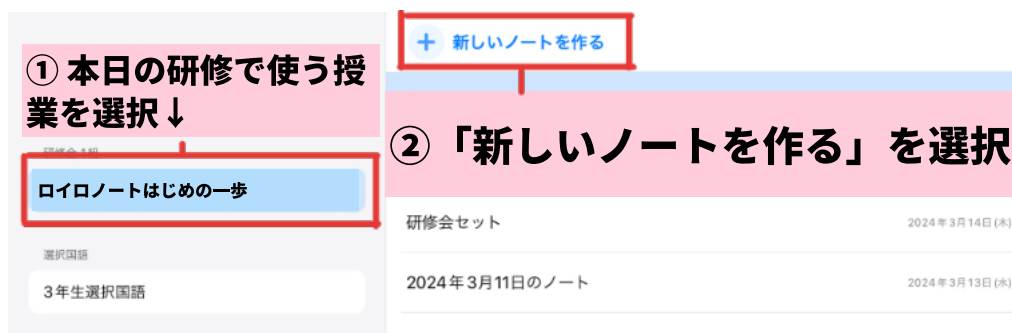 ① 本日の研修で使う授
業を選択↓
研修会 1組
ロイロノートはじめの一歩
選択国語
3年生選択国語
新しいノートを作る
②「新しいノートを作る」を選択
研修会セット
2024年3月14日(木)
2024年3月11日のノート
2024年3月13日(水)